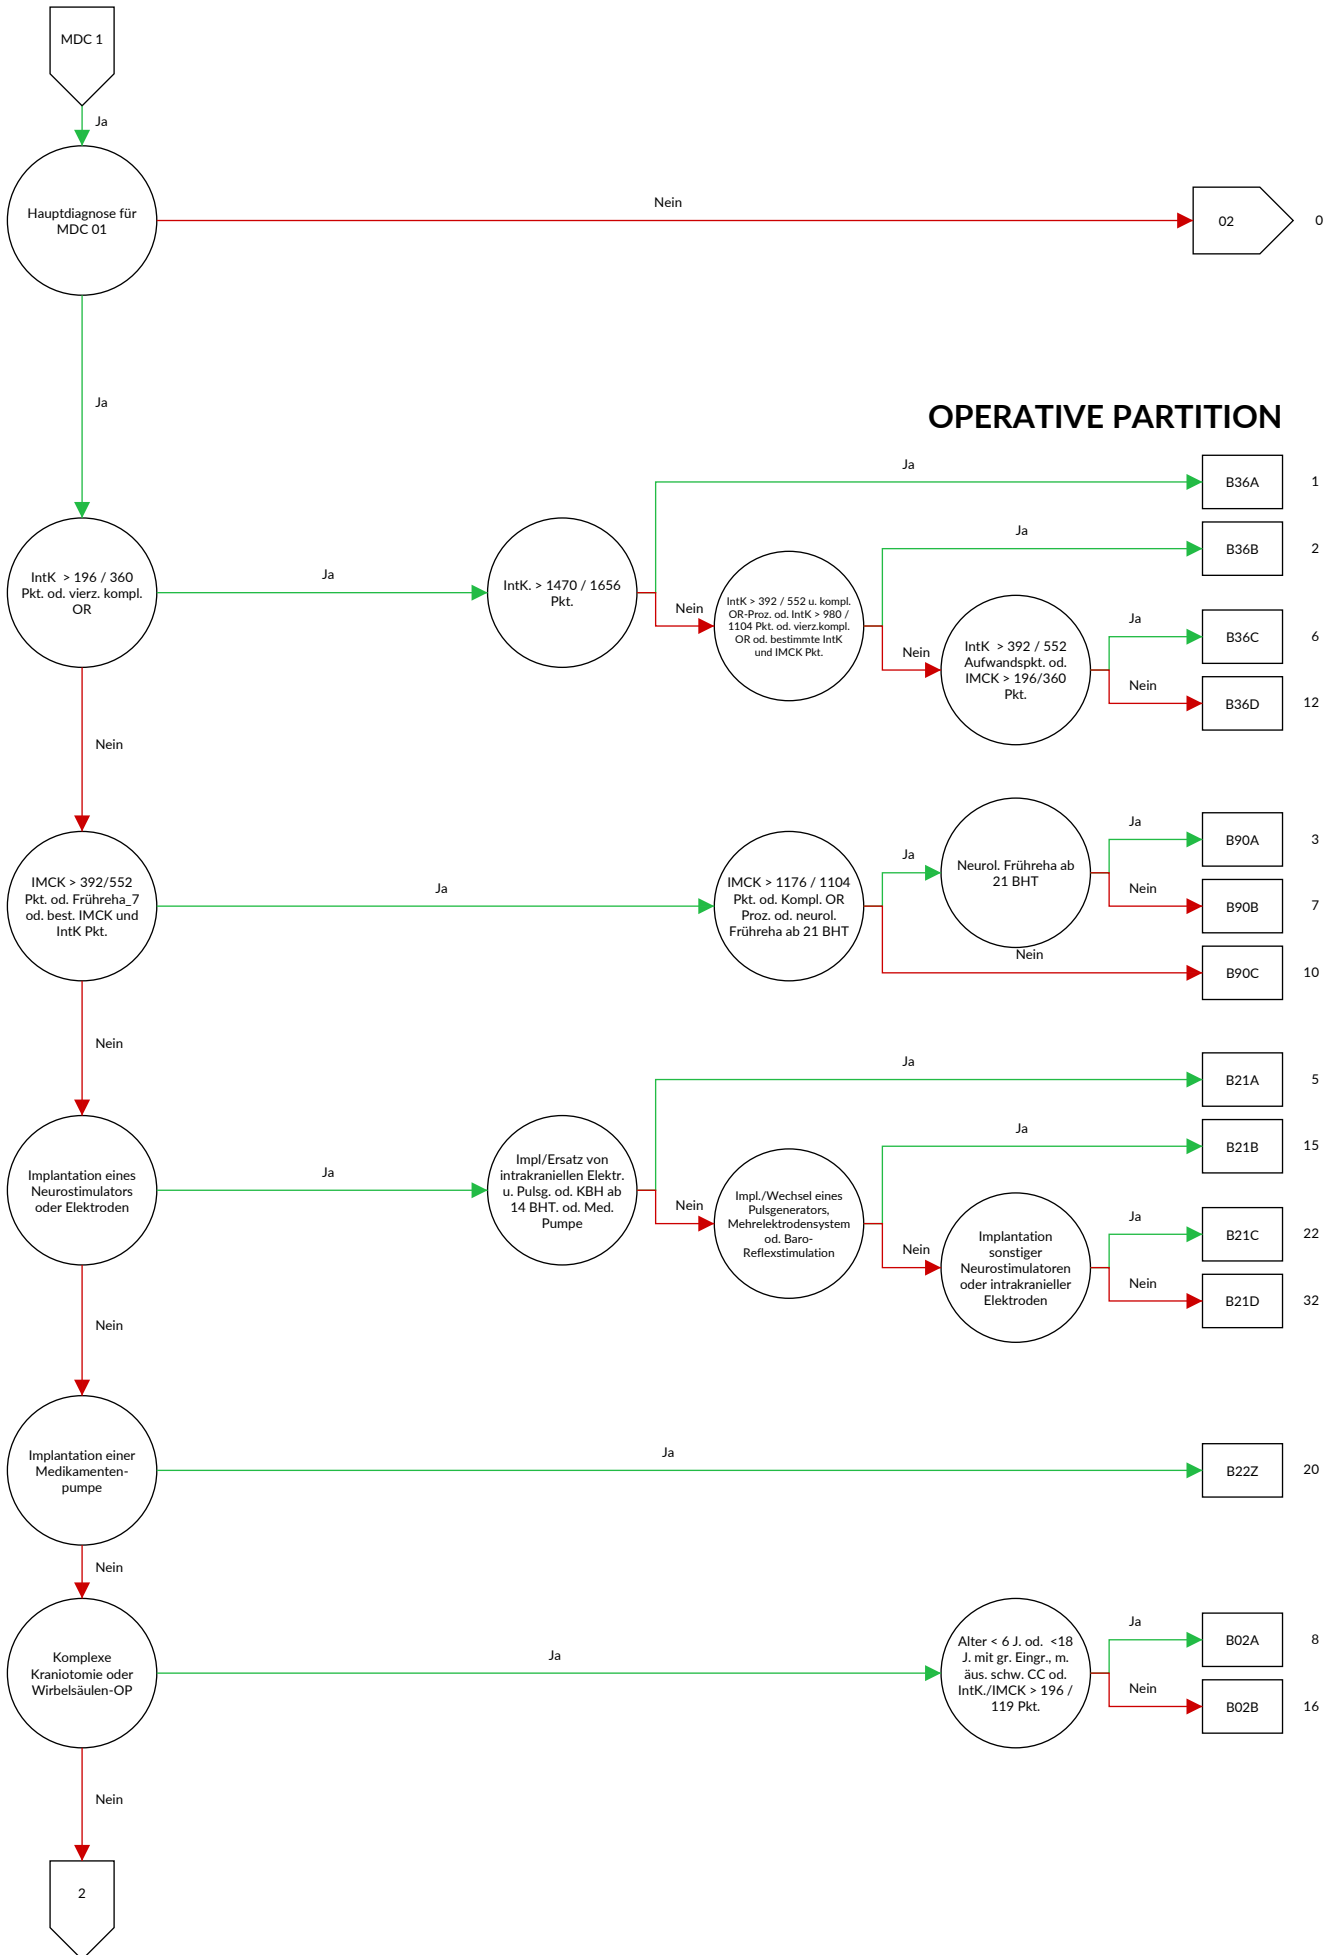 MDC 1
Ja
Hauptdiagnose für
MDC 01
Nein
02
0
Ja
OPERATIVE PARTITION
IntK > 196 / 360
Pkt. od. vierz. kompl.
OR
Ja
IntK. > 1470 / 1656
Pkt.
Ja
B36A
1
Nein
IntK > 392 / 552 u. kompl.
OR-Proz. od. IntK > 980 /
1104 Pkt. od. vierz.kompl.
OR od. bestimmte IntK
und IMCK Pkt.
Ja
B36B
2
Nein
IntK > 392 / 552
Aufwandspkt. od.
IMCK > 196/360
Pkt.
Ja
B36C
6
Nein
B36D
12
Nein
IMCK > 392/552
Pkt. od. Frühreha_7
od. best. IMCK und
IntK Pkt.
Ja
IMCK > 1176 / 1104
Pkt. od. Kompl. OR
Proz. od. neurol.
Frühreha ab 21 BHT
Ja
Neurol. Frühreha ab
21 BHT
Ja
B90A
3
Nein
B90B
7
Nein
B90C
10
Nein
Implantation eines
Neurostimulators
oder Elektroden
Ja
Impl/Ersatz von
intrakraniellen Elektr.
u. Pulsg. od. KBH ab
14 BHT. od. Med.
Pumpe
Ja
B21A
5
Nein
Impl./Wechsel eines
Pulsgenerators,
Mehrelektrodensystem
od. Baro-
Reflexstimulation
Ja
B21B
15
Nein
Implantation
sonstiger
Neurostimulatoren
oder intrakranieller
Elektroden
Ja
B21C
22
Nein
B21D
32
Nein
Implantation einer
Medikamenten-
pumpe
Ja
B22Z
20
Nein
Komplexe
Kraniotomie oder
Wirbelsäulen-OP
Ja
Alter < 6 J. od. <18
J. mit gr. Eingr., m.
äus. schw. CC od.
IntK./IMCK > 196 /
119 Pkt.
Ja
B02A
8
Nein
B02B
16
Nein
2